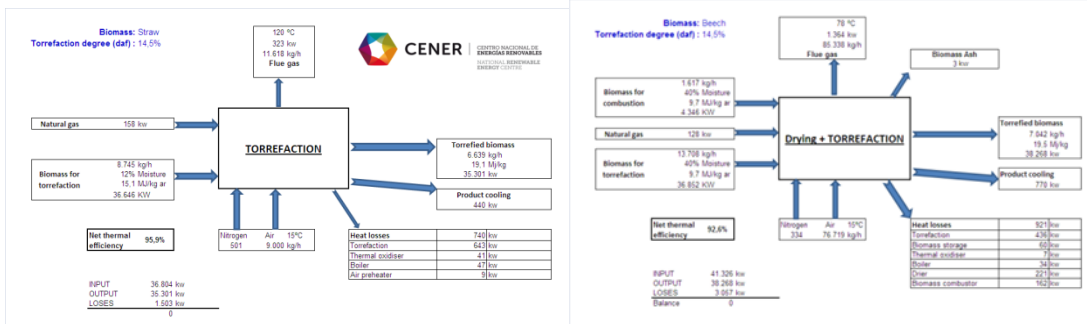 Biomass: Straw
Torrefaction degree (daf) : 14,5%
120 ºC
323 kw
11.618 kg/h
Flue gas
CENER
CENTRO NACIONAL DE
ENERGÍAS RENOVABLES
NATIONAL RENEWABLE
ENERGY CENTRE
Natural gas 158 kw
TORREFACTION
Biomass for
torrefaction
8.745 kg/h
12% Moisture
15,1 MJ/kg ar
36.646 KW
Torrefied biomass
6.639 kg/h
19,1 Mj/kg
35.301 kw
Product cooling
440 kw
Net thermal
efficiency
95,9%
Nitrogen
501
Air 15ºC
9.000 kg/h
Heat losses 740 kw
Torrefaction 643 kw
Thermal oxidiser 41 kw
Boiler 47 kw
Air preheater 9 kw
INPUT 36.804 kw
OUTPUT 35.301 kw
LOSES 1.503 kw
0
Biomass: Beech
Torrefaction degree (daf) : 14,5%
78 ºC
1.364 kw
85.338 kg/h
Flue gas
Biomass Ash
3 kw
Biomass for
combustion
1.617 kg/h
40% Moisture
9,7 MJ/kg ar
4.346 KW
Natural gas 128 kw
Drying + TORREFACTION
Biomass for
torrefaction
13.708 kg/h
40% Moisture
9,7 MJ/kg ar
36.852 KW
Torrefied biomass
7.042 kg/h
19,5 Mj/kg
38.268 kw
Product cooling
770 kw
Net thermal
efficiency
92,6%
Nitrogen
334
Air 15ºC
76.719 kg/h
Heat losses 921 kw
Torrefaction 436 kw
Biomass storage 60 kw
Thermal oxidiser 7 kw
Boiler 34 kw
Drier 221 kw
Biomass combustor 162 kw
INPUT 41.326 kw
OUTPUT 38.268 kw
LOSES 3.057 kw
Balance 0